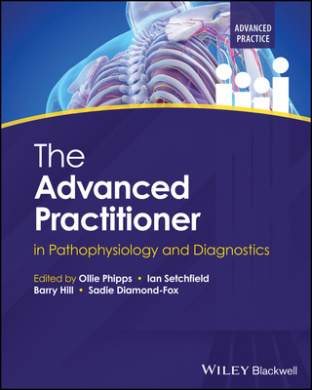 ADVANCED
PRACTICE
The
Advanced
Practitioner
in Pathophysiology and Diagnostics
Edited by Ollie Phipps • Ian Setchfield
Barry Hill • Sadie Diamond-Fox
WILEY Blackwell